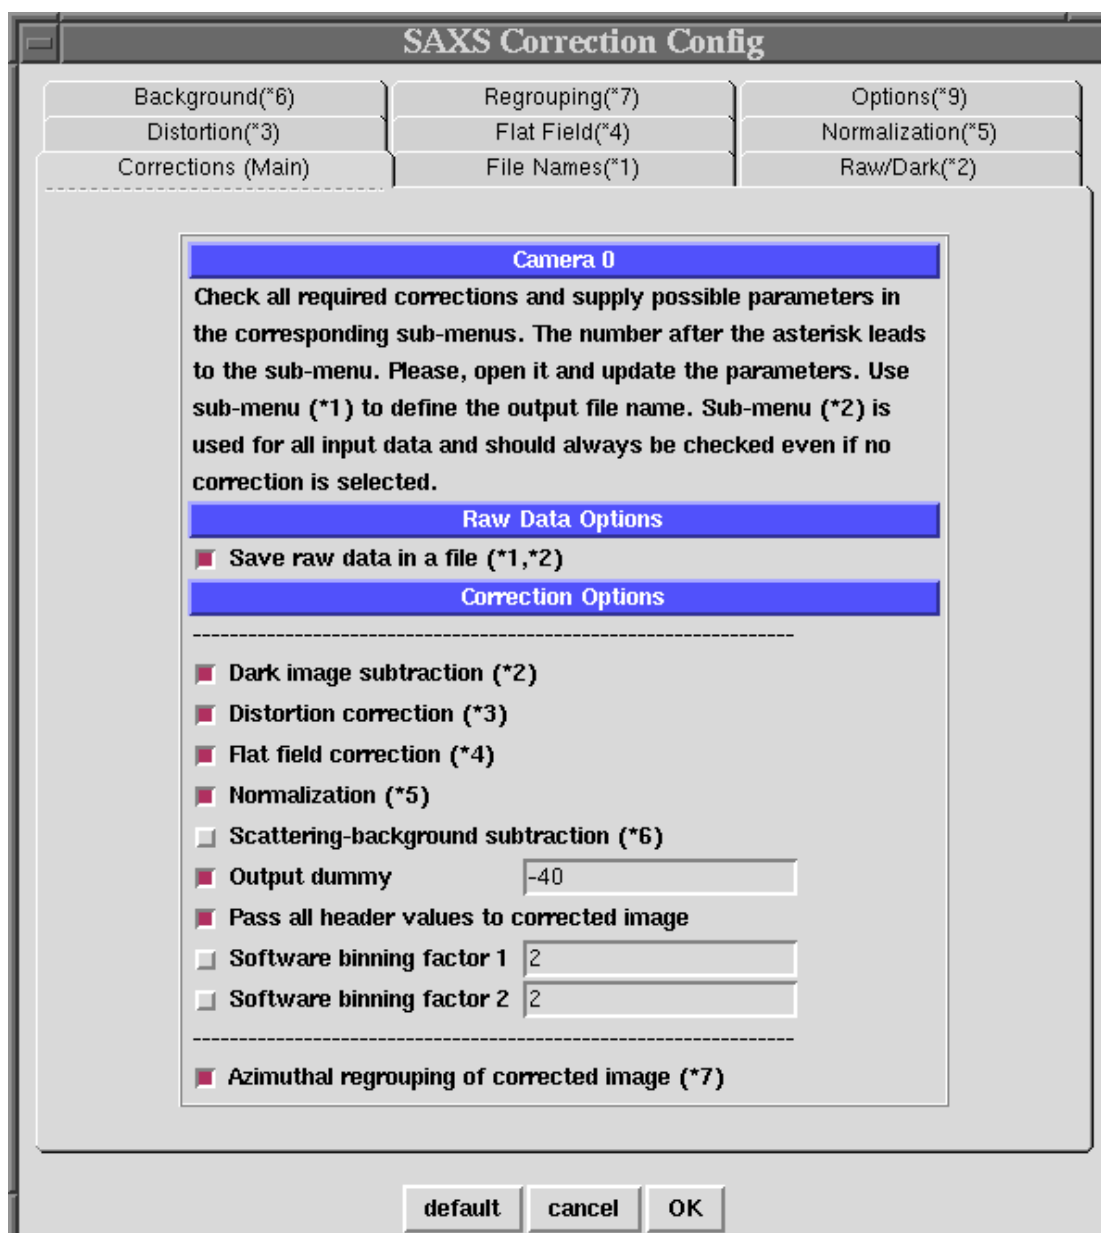 SAXS Correction Config
Background(*6) Regrouping(*7) Options(*9)
Distortion(*3) Flat Field(*4) Normalization(*5)
Corrections (Main) File Names(*1) Raw/Dark(*2)
Camera 0
Check all required corrections and supply possible parameters in
the corresponding sub-menus. The number after the asterisk leads
to the sub-menu. Please, open it and update the parameters. Use
sub-menu (*1) to define the output file name. Sub-menu (*2) is
used for all input data and should always be checked even if no
correction is selected.
Raw Data Options
Save raw data in a file (*1,*2)
Correction Options
-----------------------------------------------------------------
Dark image subtraction (*2)
Distortion correction (*3)
Flat field correction (*4)
Normalization (*5)
Scattering-background subtraction (*6)
Output dummy -40
Pass all header values to corrected image
Software binning factor 1 2
Software binning factor 2 2
-----------------------------------------------------------------
Azimuthal regrouping of corrected image (*7)
default cancel OK